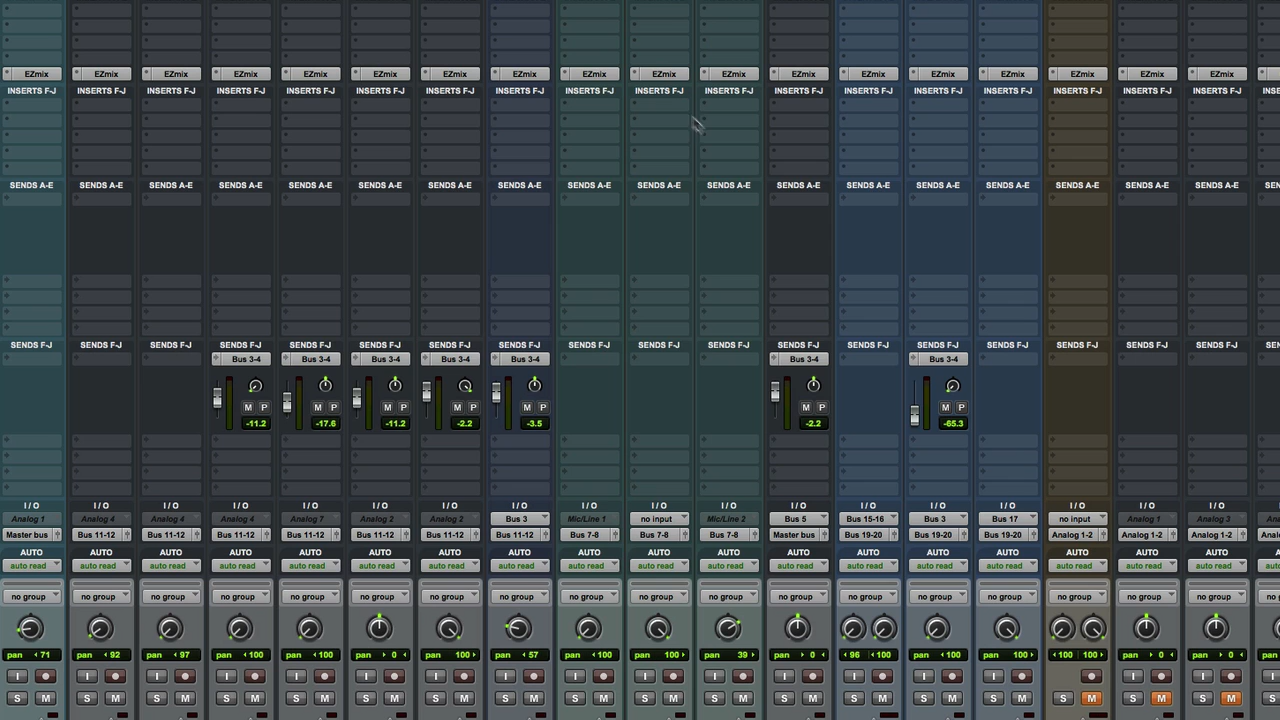 EZmix EZmix EZmix EZmix EZmix EZmix EZmix EZmix EZmix EZmix EZmix EZmix EZmix EZmix EZmix EZmix EZmix EZmix
INSERTS F-J INSERTS F-J INSERTS F-J INSERTS F-J INSERTS F-J INSERTS F-J INSERTS F-J INSERTS F-J INSERTS F-J INSERTS F-J INSERTS F-J INSERTS F-J INSERTS F-J INSERTS F-J INSERTS F-J INSERTS F-J INSERTS F-J INSERTS F-J
SENDS A-E SENDS A-E SENDS A-E SENDS A-E SENDS A-E SENDS A-E SENDS A-E SENDS A-E SENDS A-E SENDS A-E SENDS A-E SENDS A-E SENDS A-E SENDS A-E SENDS A-E SENDS A-E SENDS A-E SENDS A-E
SENDS F-J SENDS F-J SENDS F-J SENDS F-J SENDS F-J SENDS F-J SENDS F-J SENDS F-J SENDS F-J SENDS F-J SENDS F-J SENDS F-J SENDS F-J SENDS F-J SENDS F-J SENDS F-J SENDS F-J SENDS F-J
Bus 3-4 Bus 3-4 Bus 3-4 Bus 3-4 Bus 3-4 Bus 3-4 Bus 3-4
M P M P M P M P M P M P M P
-11.2 -17.6 -11.2 -2.2 -3.5 -2.2 -65.3
I / O I / O I / O I / O I / O I / O I / O I / O I / O I / O I / O I / O I / O I / O I / O I / O I / O I / O
Analog 1 Analog 4 Analog 4 Analog 4 Analog 7 Analog 2 Analog 2 Bus 3 Mic/Line 1 no input Mic/Line 2 Bus 5 Bus 15-16 Bus 3 Bus 17 no input Analog 1 Analog 3
Master bus Bus 11-12 Bus 11-12 Bus 11-12 Bus 11-12 Bus 11-12 Bus 11-12 Bus 11-12 Bus 7-8 Bus 7-8 Bus 7-8 Master bus Bus 19-20 Bus 19-20 Bus 19-20 Analog 1-2 Analog 1-2 Analog 1-2
AUTO AUTO AUTO AUTO AUTO AUTO AUTO AUTO AUTO AUTO AUTO AUTO AUTO AUTO AUTO AUTO AUTO AUTO
auto read auto read auto read auto read auto read auto read auto read auto read auto read auto read auto read auto read auto read auto read auto read auto read auto read auto read
no group no group no group no group no group no group no group no group no group no group no group no group no group no group no group no group no group no group
pan 71 pan 92 pan 97 pan 100 pan 100 pan 0 pan 100 pan 57 pan 100 pan 100 pan 39 pan 0 96 100 pan 100 pan 100 100 100 pan 0 pan 0
I I I I I I I I I I I I I I I I I
S M S M S M S M S M S M S M S M S M S M S M S M S M S M S M S M S M S M